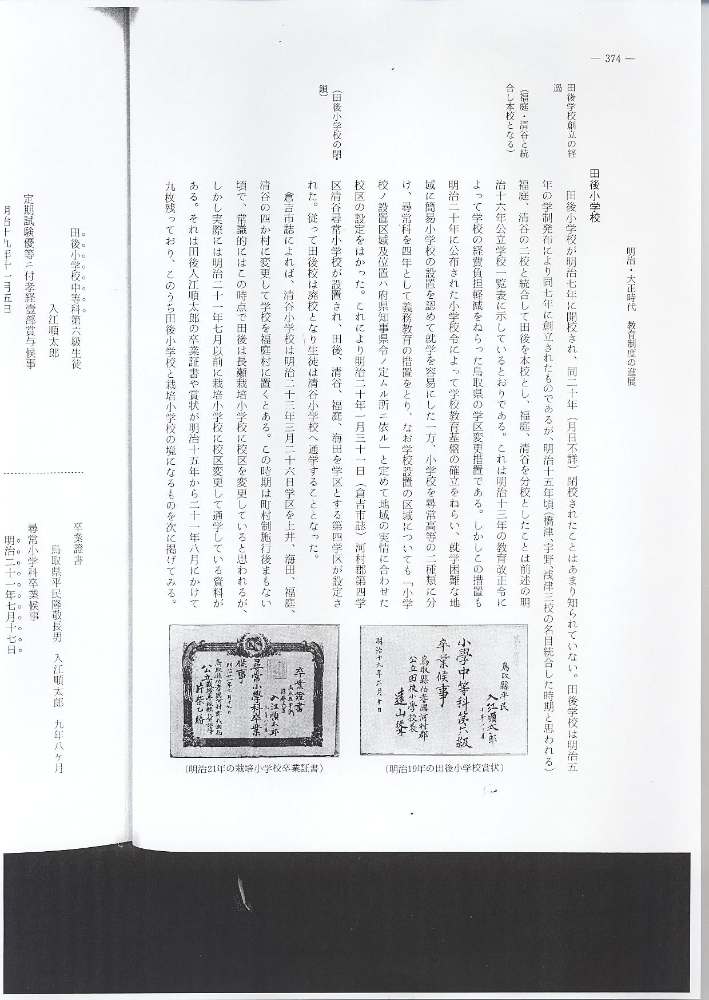 ― 374 ―
明治・大正時代　教育制度の進展
田後小学校
田後学校創立の経
過
（福庭・清谷と統
合し本校となる）
（田後小学校の閉
鎖）
田後小学校が明治七年に開校され、同二十年（月日不詳）閉校されたことはあまり知られていない。田後学校は明治五
年の学制発布により同七年に創立されたものであるが、明治十五年頃（橋津、宇野、浅津三校の名目統合した時期と思われる）
福庭、清谷の二校と統合して田後を本校とし、福庭、清谷を分校としたことは前述の明
治十六年公立学校一覧表に示しているとおりである。これは明治十三年の教育改正令に
よって学校の経費負担軽減をねらった鳥取県の学区変更措置である。しかしこの措置も
明治二十年に公布された小学校令によって学校教育基盤の確立をねらい、就学困難な地
域に簡易小学校の設置を認めて就学を容易にした一方、小学校を尋常高等の二種類に分
け、尋常科を四年として義務教育の措置をとり、なお学校設置の区域についても「小学
校ノ設置区域及位置ハ府県知事県令ノ定ムル所ニ依ル」と定めて地域の実情に合わせた
校区の設定をはかった。これにより明治二十年一月三十一日（倉吉市誌）河村郡第四学
区清谷尋常小学校が設置され、田後、清谷、福庭、海田を学区とする第四学区が設定さ
れた。従って田後校は廃校となり生徒は清谷小学校へ通学することとなった。
倉吉市誌によれば、清谷小学校は明治二十三年三月二十六日学区を上井、海田、福庭、
清谷の四か村に変更して学校を福庭村に置くとある。この時期は町村制施行後まもない
頃で、常識的にはこの時点で田後は長瀬栽培小学校に校区を変更していると思われるが、
しかし実際には明治二十一年七月以前に栽培小学校に校区変更して通学している資料が
ある。それは田後入江順太郎の卒業証書や賞状が明治十五年から二十一年八月にかけて
九枚残っており、このうち田後小学校と栽培小学校の境になるものを次に掲げてみる。
鳥取縣平民
入江順太郎
小學中等科第六級
卒業候事
鳥取縣伯耆國河村郡
公立田後小學校長
明治十九年六月十日
（明治19年の田後小学校賞状）
卒業證書
入江順太郎
尋常小學科卒業
候事
明治廿一年七月十七日
（明治21年の栽培小学校卒業証書）
田後小学校中等科第六級生徒
入江順太郎
定期試験優等ニ付孝経壹部賞与候事
明治十九年十一月五日
卒業證書
鳥取県平民隆敬長男　入江順太郎　九年八ヶ月
尋常小学科卒業候事
明治二十一年七月十七日